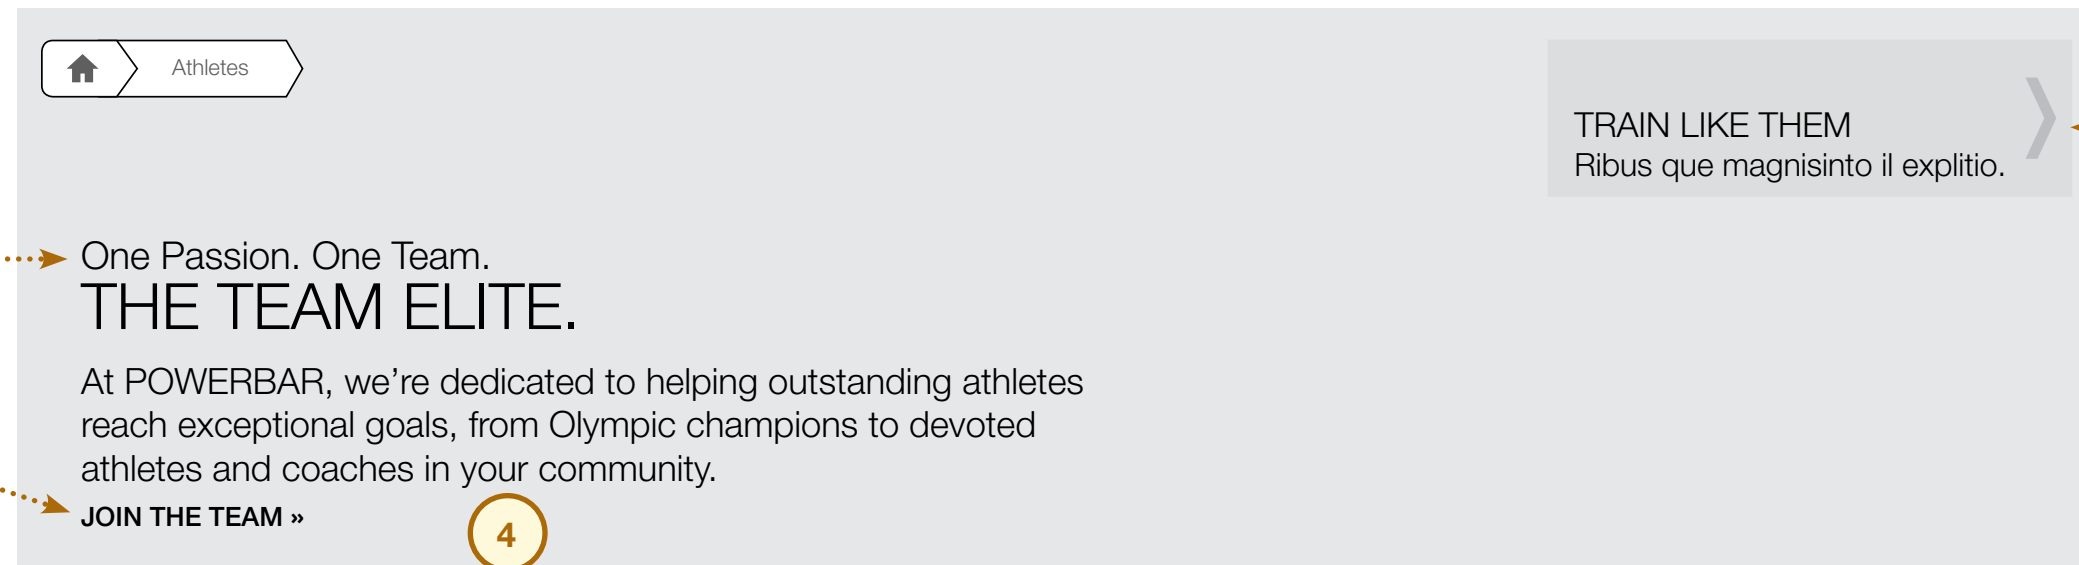 Athletes
TRAIN LIKE THEM
Ribus que magnisinto il explitio.
One Passion. One Team.
THE TEAM ELITE.
At POWERBAR, we’re dedicated to helping outstanding athletes
reach exceptional goals, from Olympic champions to devoted
athletes and coaches in your community.
JOIN THE TEAM »
4